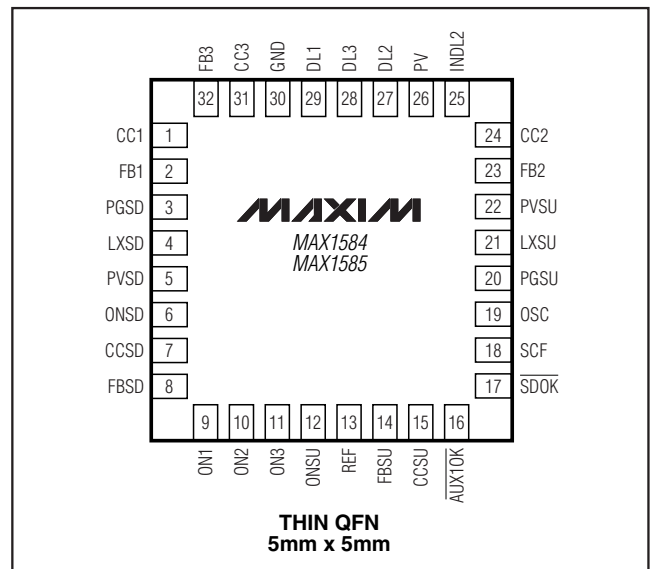 FB3 CC3 GND DL1 DL3 DL2 PV INDL2
32 31 30 29 28 27 26 25
CC1 1
FB1 2
PGSD 3
LXSD 4
PVSD 5
ONSD 6
CCSD 7
FBSD 8
MAXIM
MAX1584
MAX1585
24 CC2
23 FB2
22 PVSU
21 LXSU
20 PGSU
19 OSC
18 SCF
17 SDOK
9 10 11 12 13 14 15 16
ON1 ON2 ON3 ONSU REF FBSU CCSU AUX1OK
THIN QFN
5mm x 5mm